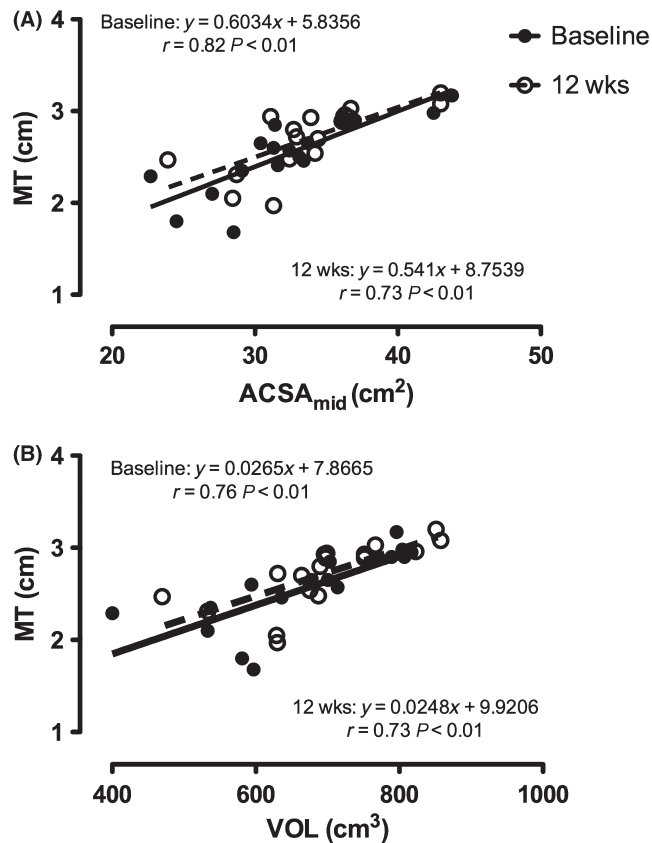 (A)
4
3
2
1
MT (cm)
Baseline: y = 0.6034x + 5.8356
r = 0.82 P < 0.01
Baseline
12 wks
12 wks: y = 0.541x + 8.7539
r = 0.73 P < 0.01
20 30 40 50
ACSAmid (cm²)
(B)
4
3
2
1
MT (cm)
Baseline: y = 0.0265x + 7.8665
r = 0.76 P < 0.01
12 wks: y = 0.0248x + 9.9206
r = 0.73 P < 0.01
400 600 800 1000
VOL (cm³)